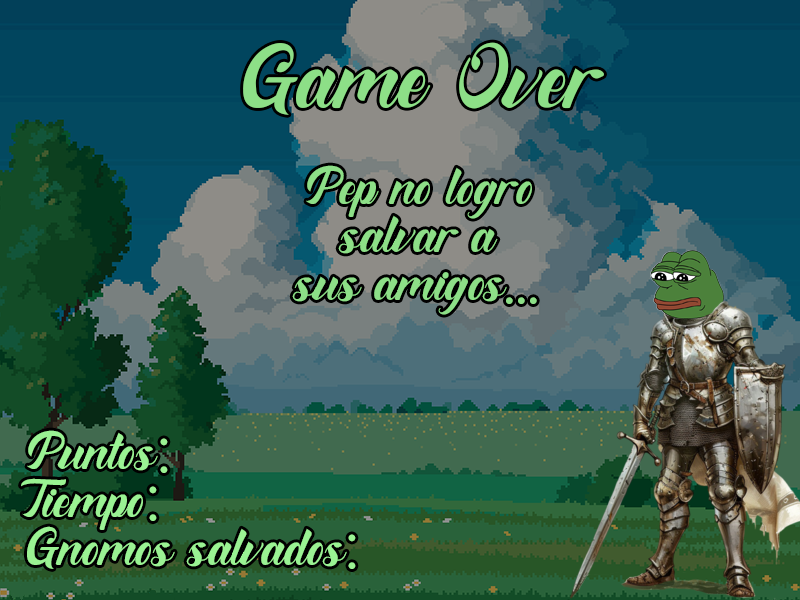 Game Over
Pep no logro
salvar a
sus amigos...
Puntos:
Tiempo:
Gnomos salvados: